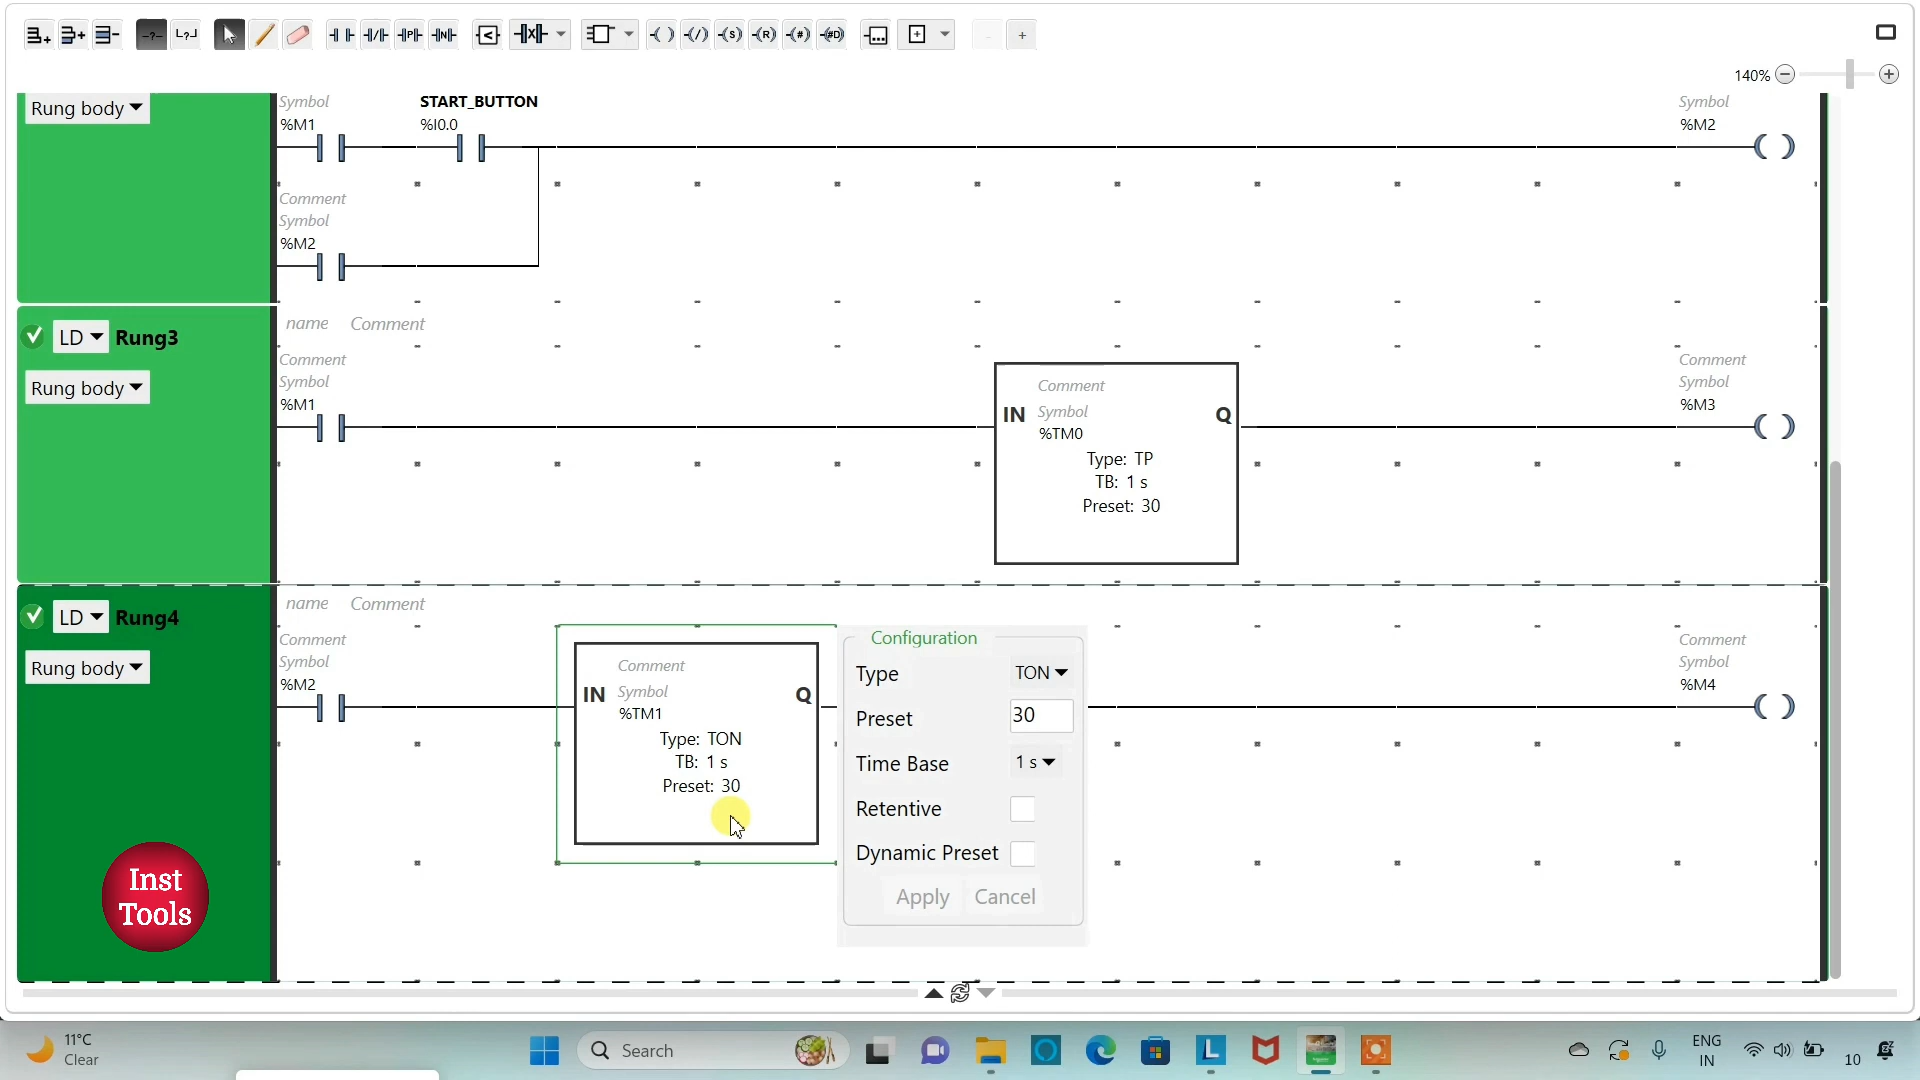 140%
Rung body
Symbol
%M1
START_BUTTON
%I0.0
Symbol
%M2
Comment
Symbol
%M2
LD Rung3
name Comment
Rung body
Comment
Symbol
%M1
Comment
IN Symbol Q
%TM0
Type: TP
TB: 1 s
Preset: 30
Comment
Symbol
%M3
LD Rung4
name Comment
Rung body
Comment
Symbol
%M2
Comment
IN Symbol Q
%TM1
Type: TON
TB: 1 s
Preset: 30
Configuration
Type TON
Preset 30
Time Base 1 s
Retentive
Dynamic Preset
Apply Cancel
Comment
Symbol
%M4
Inst
Tools
11°C
Clear
Search
ENG
IN
10